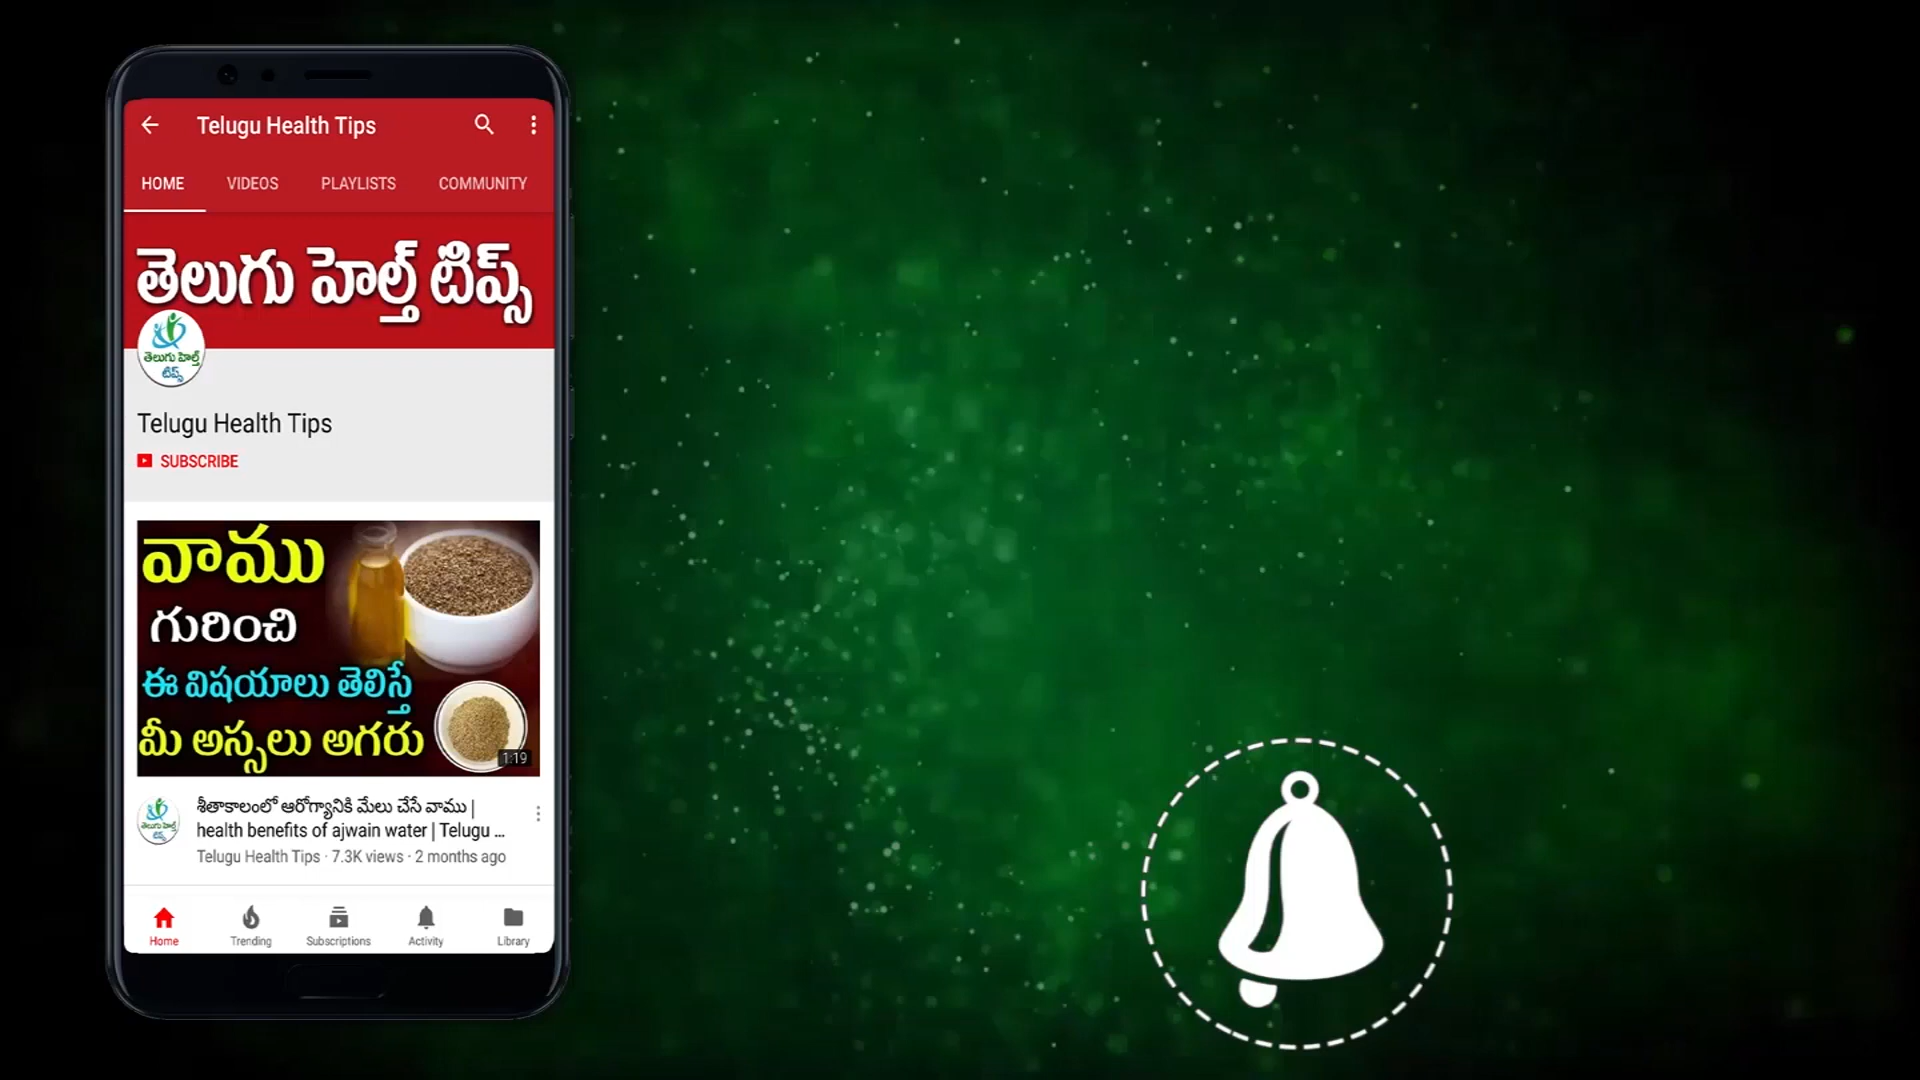 Telugu Health Tips
HOME VIDEOS PLAYLISTS COMMUNITY
తెలుగు హెల్త్ టిప్స్
తెలుగు హెల్త్
టిప్స్
Telugu Health Tips
SUBSCRIBE
వాము
గురించి
ఈ విషయాలు తెలిస్తే
మీ అస్సలు అగరు
1:19
తెలుగు హెల్త్
టిప్స్
శీతాకాలంలో ఆరోగ్యానికి మేలు చేసే వాము |
health benefits of ajwain water | Telugu ...
Telugu Health Tips · 7.3K views · 2 months ago
Home Trending Subscriptions Activity Library